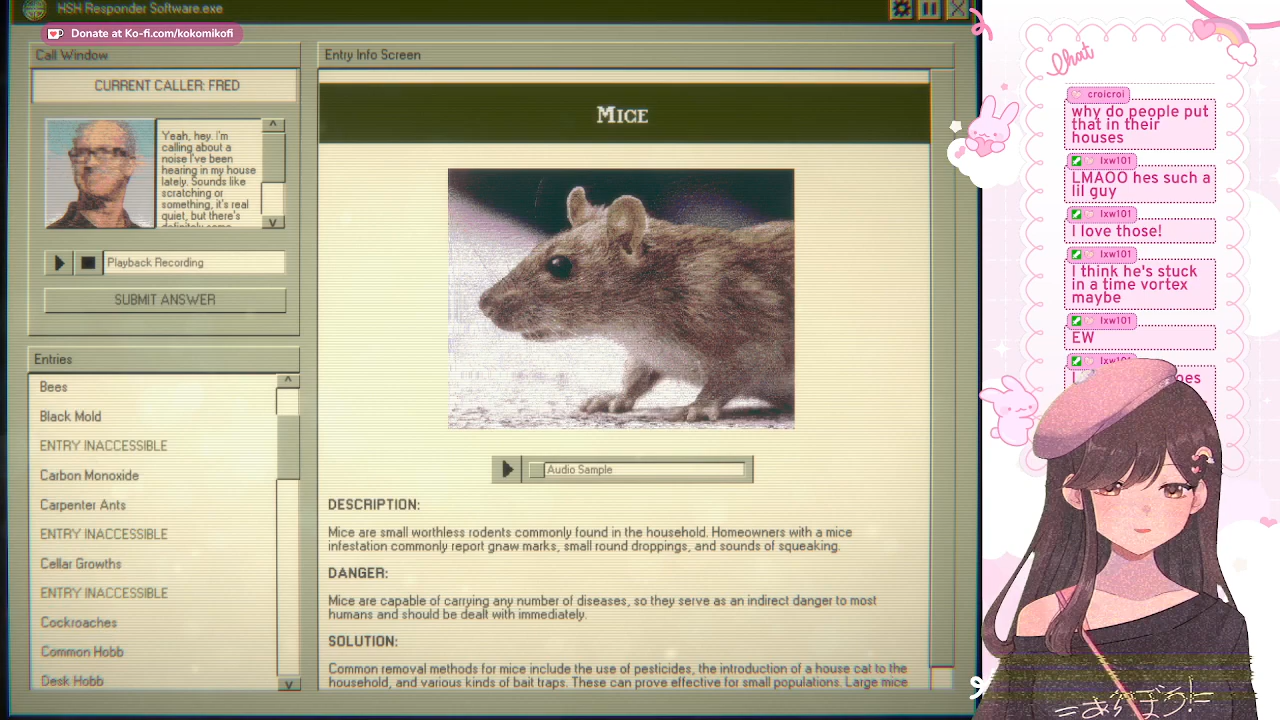 HSH Responder Software.exe
Donate at Ko-fi.com/kokomikofi
Call Window
CURRENT CALLER: FRED
Yeah, hey. i'm
calling about a
noise I've been
hearing in my house
lately. Sounds like
scratching or
something, it's real
quiet, but there's
Playback Recording
SUBMIT ANSWER
Entries
Bees
Black Mold
ENTRY INACCESSIBLE
Carbon Monoxide
Carpenter Ants
ENTRY INACCESSIBLE
Cellar Growths
ENTRY INACCESSIBLE
Cockroaches
Common Hobb
Desk Hobb
Entry Info Screen
MICE
Audio Sample
DESCRIPTION:
Mice are small worthless rodents commonly found in the household. Homeowners with a mice
infestation commonly report gnaw marks, small round droppings, and sounds of squeaking.
DANGER:
Mice are capable of carrying any number of diseases, so they serve as an indirect danger to most
humans and should be dealt with immediately.
SOLUTION:
Common removal methods for mice include the use of pesticides, the introduction of a house cat to the
household, and various kinds of bait traps. These can prove effective for small populations. Large mice
Chat
croicroi
why do people put
that in their
houses
lxw101
LMAOO hes such a
lil guy
lxw101
I love those!
lxw101
I think he's stuck
in a time vortex
maybe
lxw101
EW
lxw101